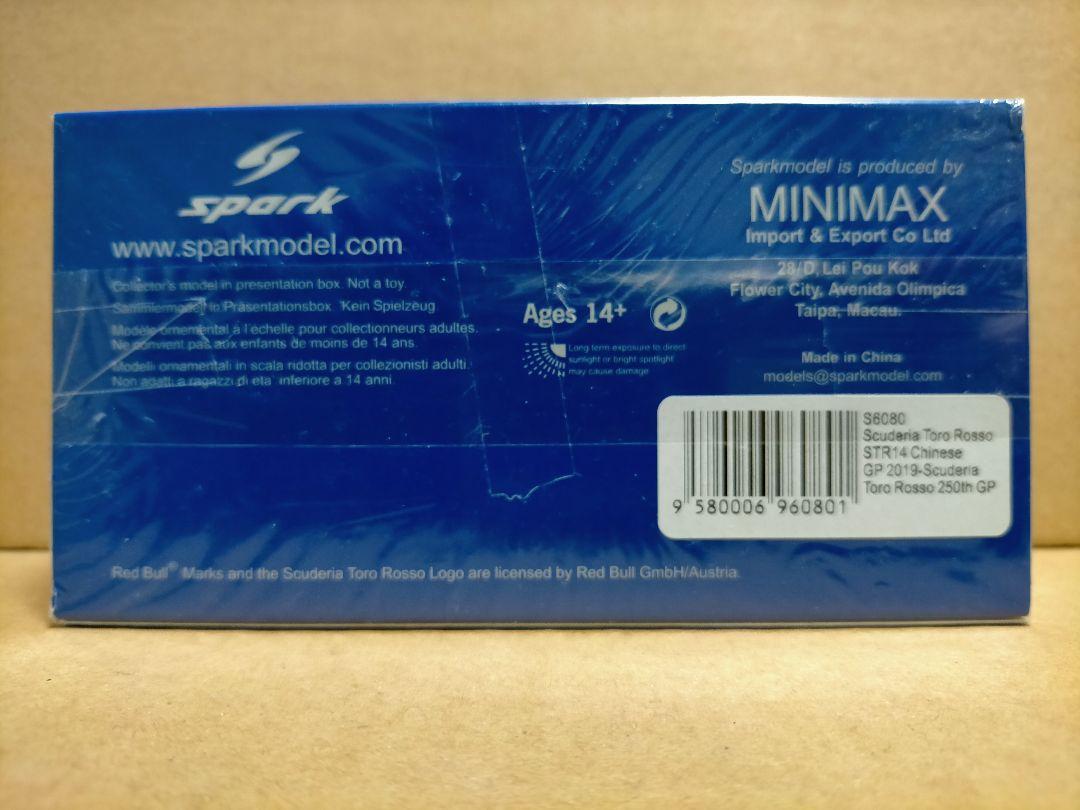 spark
www.sparkmodel.com
Collector's model in presentation box. Not a toy.
Sammlermodell in Präsentationsbox. Kein Spielzeug
Modèle ornemental à l'échelle pour collectionneurs adultes.
Ne convient pas aux enfants de moins de 14 ans.
Modelli ornamentali in scala ridotta per collezionisti adulti.
Non adatti a ragazzi di eta' inferiore a 14 anni.
Ages 14+
Long term exposure to direct
sunlight or bright spotlight
may cause damage
Sparkmodel is produced by
MINIMAX
Import & Export Co Ltd
28/D, Lei Pou Kok
Flower City, Avenida Olimpica
Taipa, Macau.
Made in China
models@sparkmodel.com
S6080
Scuderia Toro Rosso
STR14 Chinese
GP 2019-Scuderia
Toro Rosso 250th GP
9 580006 960801
Red Bull® Marks and the Scuderia Toro Rosso Logo are licensed by Red Bull GmbH/Austria